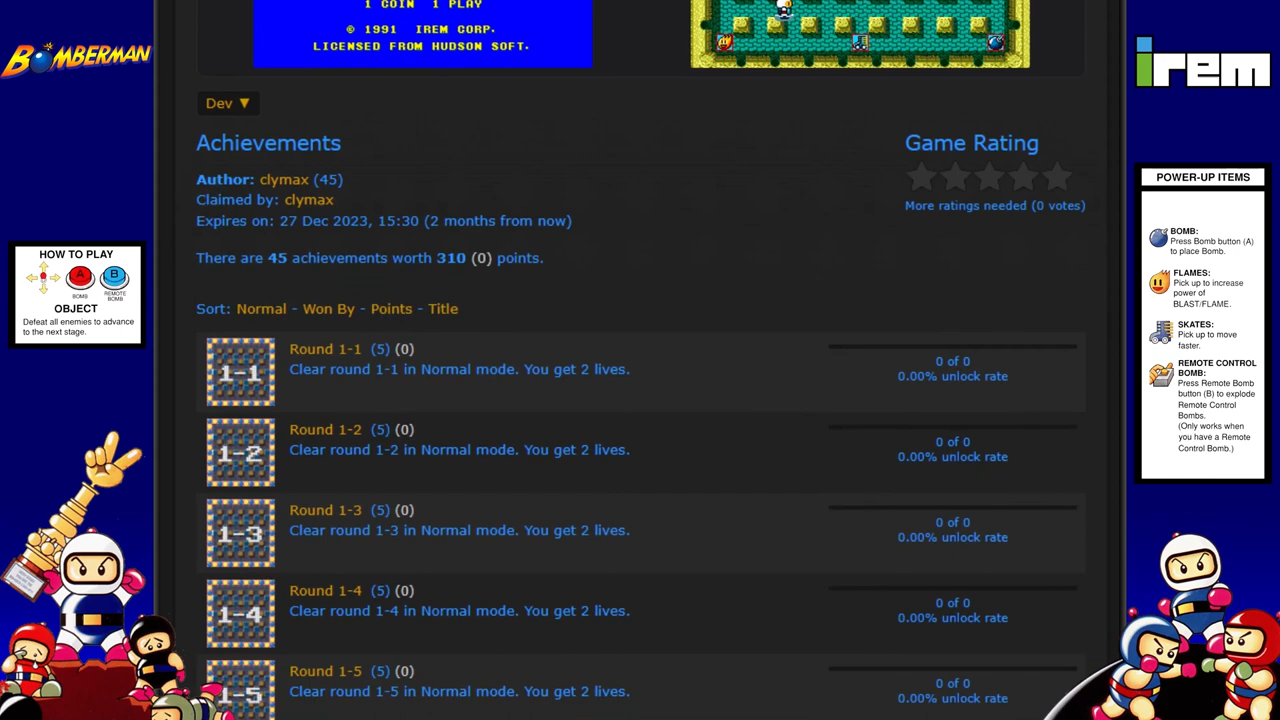 1 COIN 1 PLAY
© 1991 IREM CORP.
LICENSED FROM HUDSON SOFT.
BOMBERMAN
irem
HOW TO PLAY
A
B
BOMB
REMOTE
BOMB
OBJECT
Defeat all enemies to advance
to the next stage.
Dev ▼
Achievements
Author: clymax (45)
Claimed by: clymax
Expires on: 27 Dec 2023, 15:30 (2 months from now)
There are 45 achievements worth 310 (0) points.
Game Rating
More ratings needed (0 votes)
Sort: Normal - Won By - Points - Title
1-1
Round 1-1 (5) (0)
Clear round 1-1 in Normal mode. You get 2 lives.
0 of 0
0.00% unlock rate
1-2
Round 1-2 (5) (0)
Clear round 1-2 in Normal mode. You get 2 lives.
0 of 0
0.00% unlock rate
1-3
Round 1-3 (5) (0)
Clear round 1-3 in Normal mode. You get 2 lives.
0 of 0
0.00% unlock rate
1-4
Round 1-4 (5) (0)
Clear round 1-4 in Normal mode. You get 2 lives.
0 of 0
0.00% unlock rate
1-5
Round 1-5 (5) (0)
Clear round 1-5 in Normal mode. You get 2 lives.
0 of 0
0.00% unlock rate
POWER-UP ITEMS
BOMB:
Press Bomb button (A)
to place Bomb.
FLAMES:
Pick up to increase
power of
BLAST/FLAME.
SKATES:
Pick up to move
faster.
REMOTE CONTROL
BOMB:
Press Remote Bomb
button (B) to explode
Remote Control
Bombs.
(Only works when
you have a Remote
Control Bomb.)